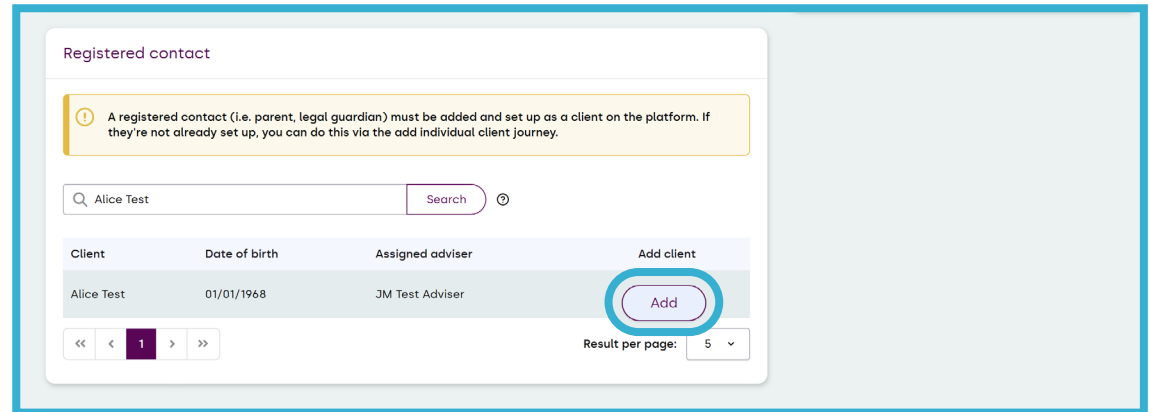 Registered contact
A registered contact (i.e. parent, legal guardian) must be added and set up as a client on the platform. If
they're not already set up, you can do this via the add individual client journey.
Alice Test Search
Client Date of birth Assigned adviser Add client
Alice Test 01/01/1968 JM Test Adviser Add
1 Result per page: 5